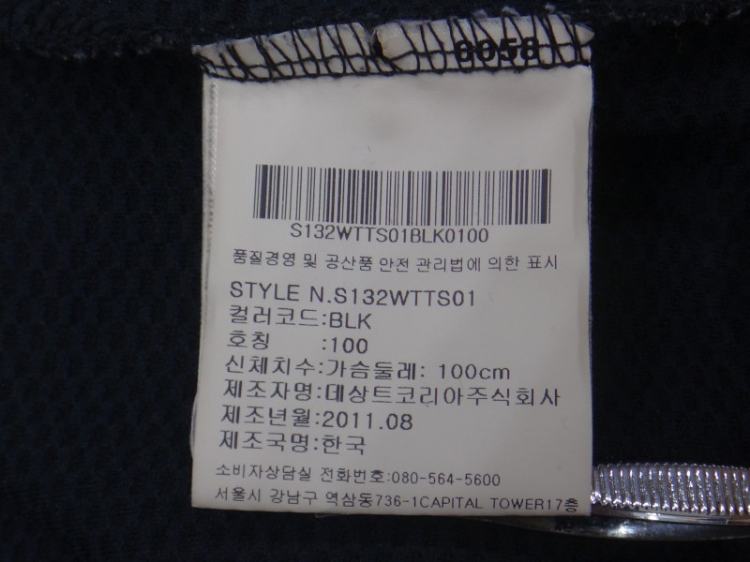 0058
S132WTTS01BLK0100
품질경영 및 공산품 안전 관리법에 의한 표시
STYLE N.S132WTTS01
컬러코드:BLK
호칭 :100
신체치수:가슴둘레: 100cm
제조자명:데상트코리아주식회사
제조년월:2011.08
제조국명:한국
소비자상담실 전화번호:080-564-5600
서울시 강남구 역삼동736-1CAPITAL TOWER17층